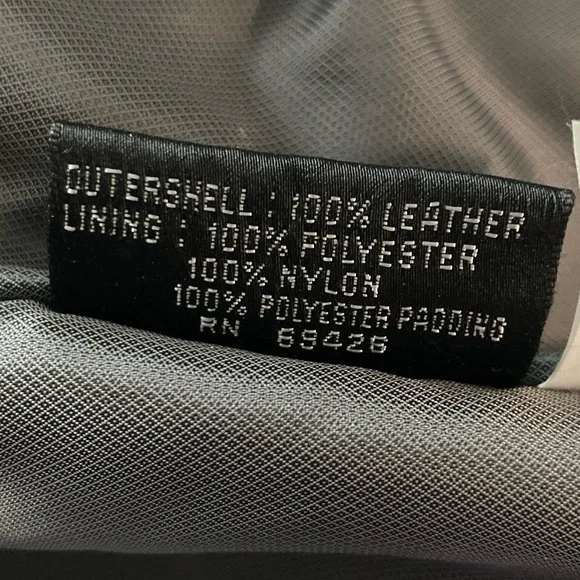 OUTERSHELL : 100% LEATHER
LINING : 100% POLYESTER
100% NYLON
100% POLYESTER PADDING
RN 69426